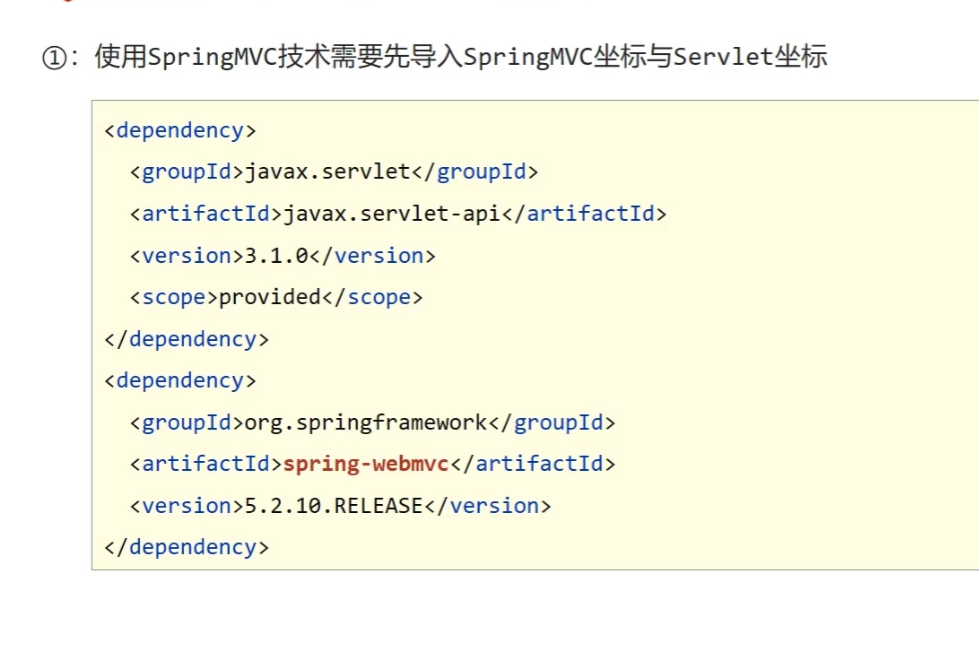 ①：使用SpringMVC技术需要先导入SpringMVC坐标与Servlet坐标
<dependency>
<groupId>javax.servlet</groupId>
<artifactId>javax.servlet-api</artifactId>
<version>3.1.0</version>
<scope>provided</scope>
</dependency>
<dependency>
<groupId>org.springframework</groupId>
<artifactId>spring-webmvc</artifactId>
<version>5.2.10.RELEASE</version>
</dependency>